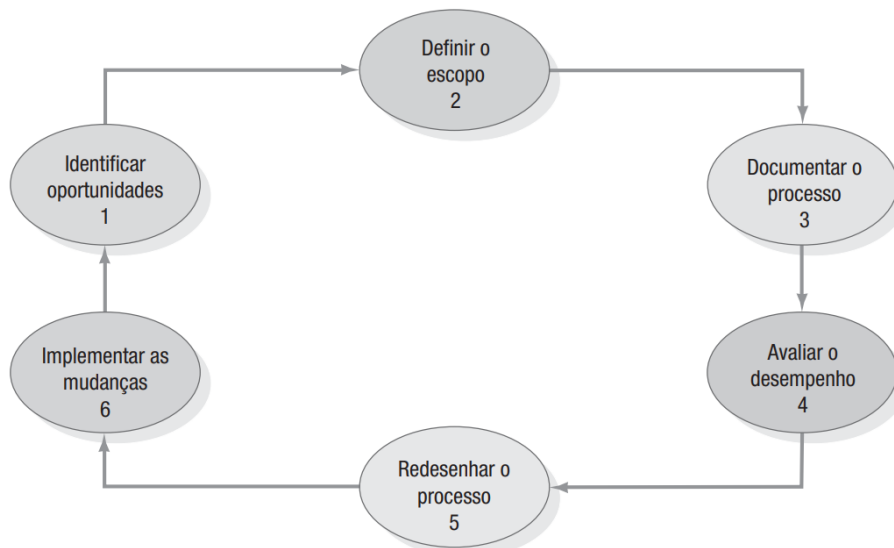 Definir o
escopo
2
Identificar
oportunidades
1
Documentar o
processo
3
Implementar as
mudanças
6
Avaliar o
desempenho
4
Redesenhar o
processo
5